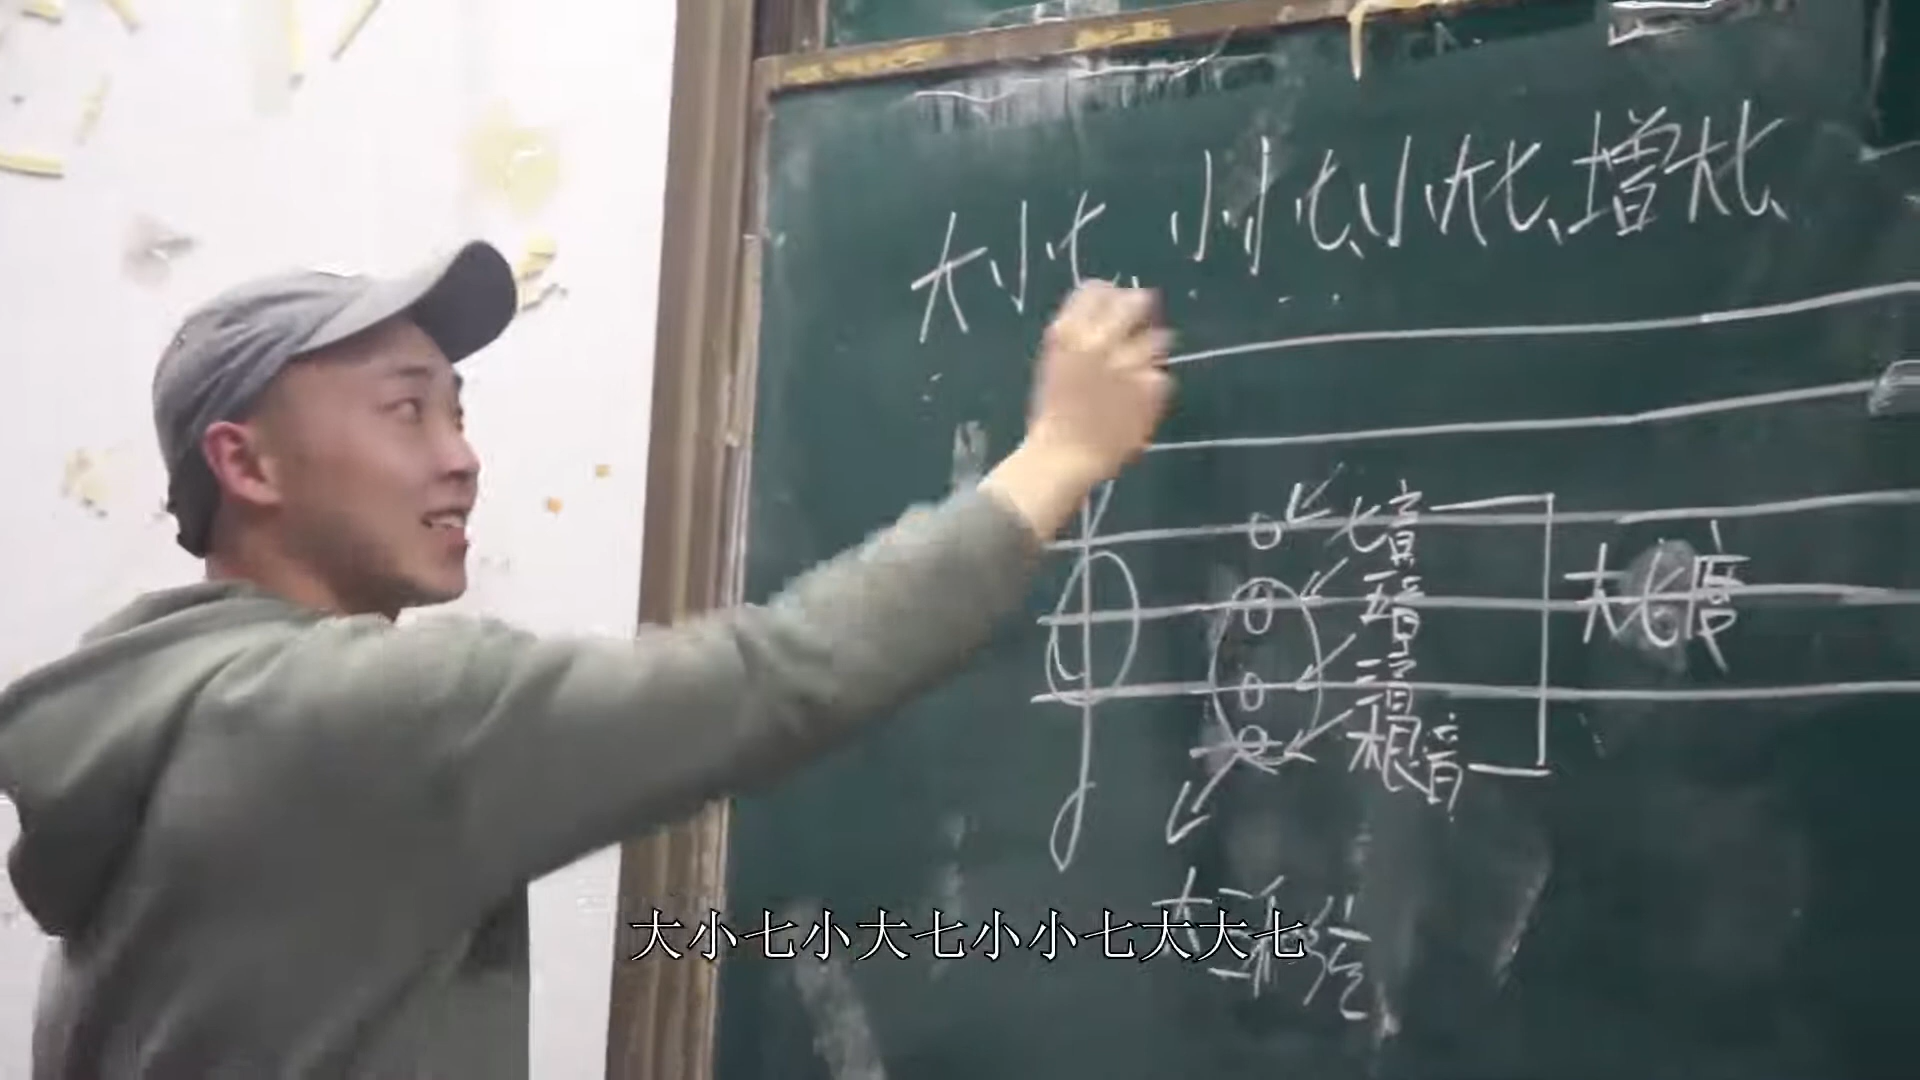 大小七、小小七、小大七、增大七、
七音
五音
三音
根音
大七度
大三和弦
大小七小大七小小七大大七